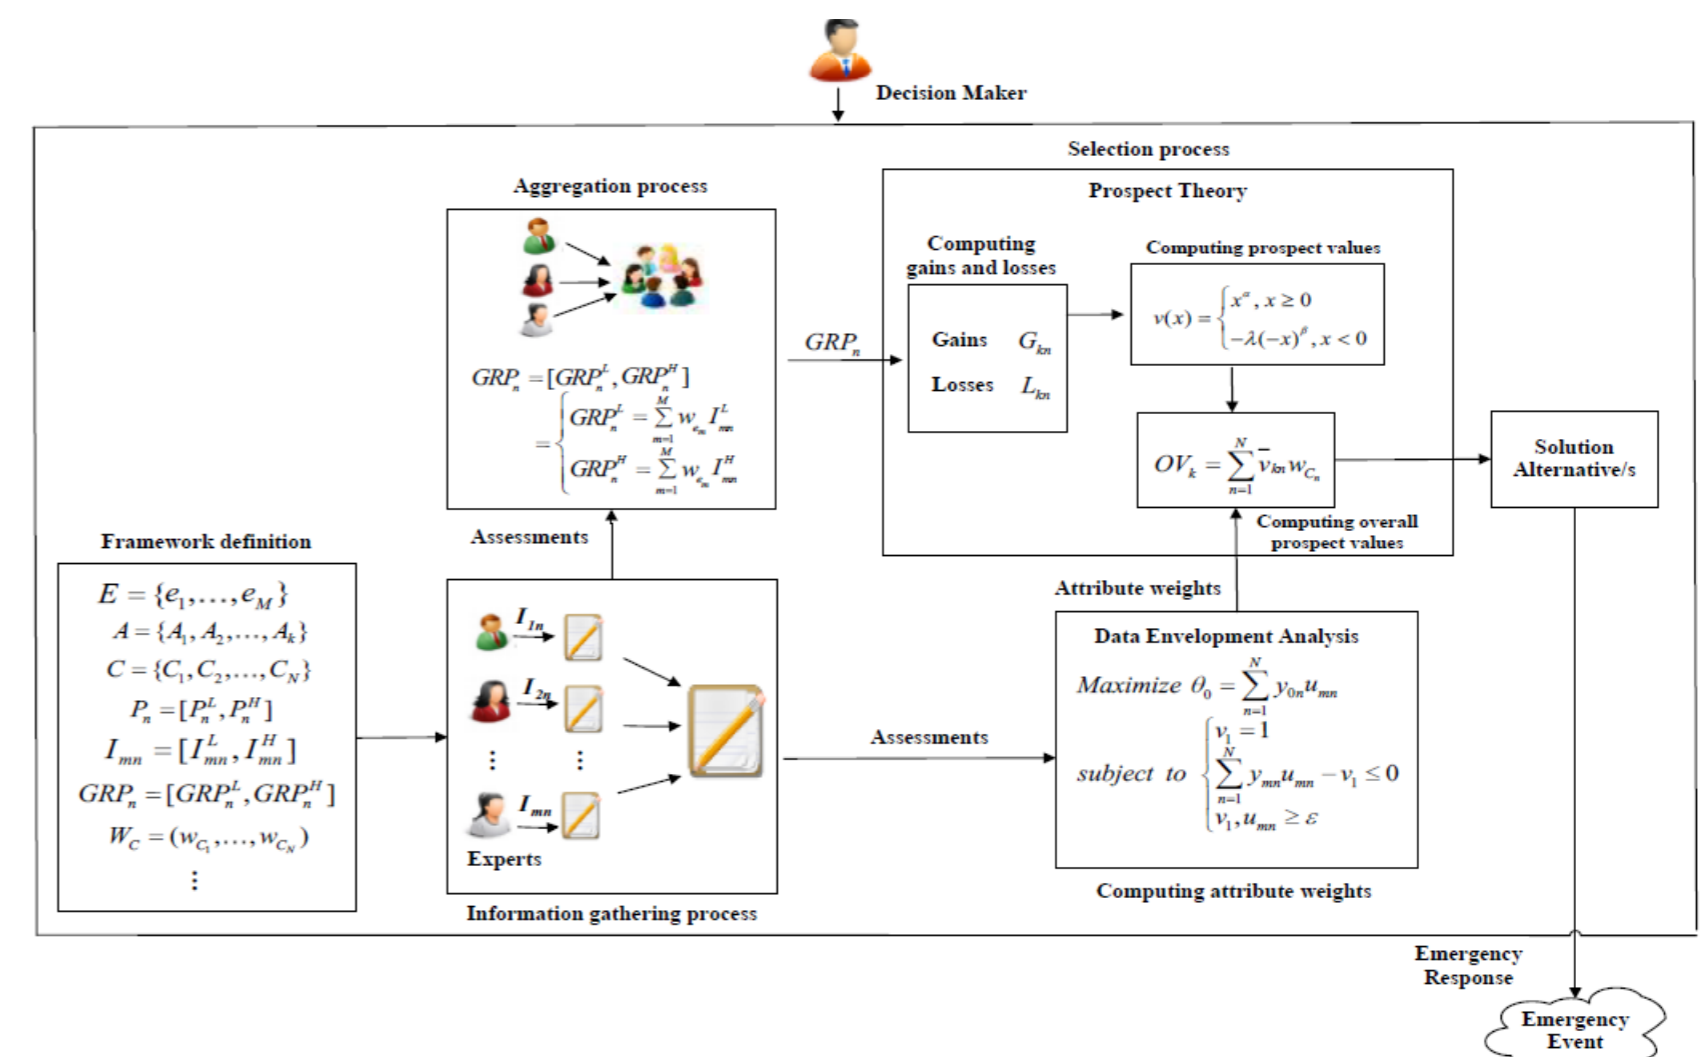 Decision Maker
Selection process
Prospect Theory
Aggregation process
Computing
gains and losses
Computing prospect values
v(x) = { x^α, x ≥ 0
−λ(−x)^β, x < 0
Gains G_kn
Losses L_kn
GRP_n
GRP_n = [GRP_n^L, GRP_n^H]
= { GRP_n^L = ∑_{m=1}^{M} w_{e_m} I_mn^L
GRP_n^H = ∑_{m=1}^{M} w_{e_m} I_mn^H
OV_k = ∑_{n=1}^{N} v̄_kn w_{C_n}
Solution
Alternative/s
Computing overall
prospect values
Assessments
Framework definition
E = {e_1,…,e_M}
A = {A_1, A_2,…, A_k}
C = {C_1, C_2,…, C_N}
P_n = [P_n^L, P_n^H]
I_mn = [I_mn^L, I_mn^H]
GRP_n = [GRP_n^L, GRP_n^H]
W_C = (w_{C_1},…, w_{C_N})
⋮
I_1n
I_2n
⋮ ⋮
I_mn
Experts
Information gathering process
Assessments
Attribute weights
Data Envelopment Analysis
Maximize θ_0 = ∑_{n=1}^{N} y_0n u_mn
subject to { v_1 = 1
∑_{n=1}^{N} y_mn u_mn − v_1 ≤ 0
v_1, u_mn ≥ ε
Computing attribute weights
Emergency
Response
Emergency
Event